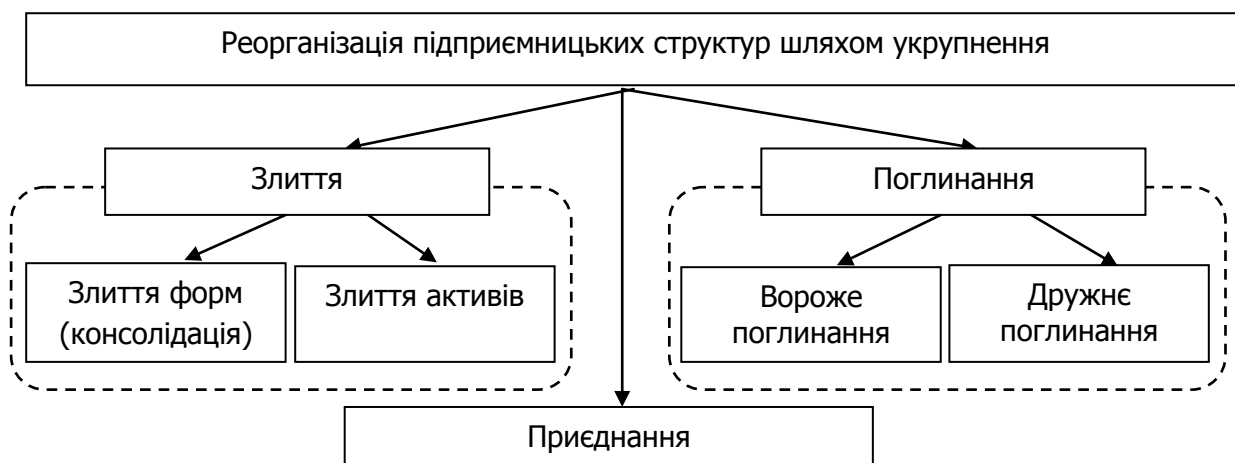 Реорганізація підприємницьких структур шляхом укрупнення
Злиття
Поглинання
Злиття форм
(консолідація)
Злиття активів
Вороже
поглинання
Дружнє
поглинання
Приєднання